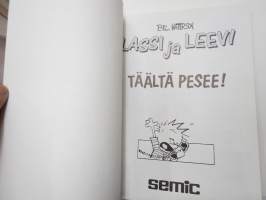 BILL WATTERSON
LASSI ja LEEVI
TÄÄLTÄ PESEE!
semic